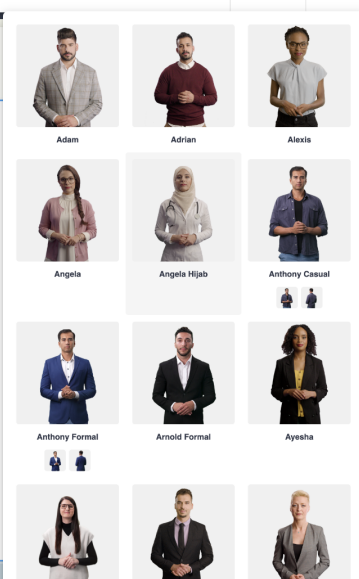 Adam
Adrian
Alexis
Angela
Angela Hijab
Anthony Casual
Anthony Formal
Arnold Formal
Ayesha